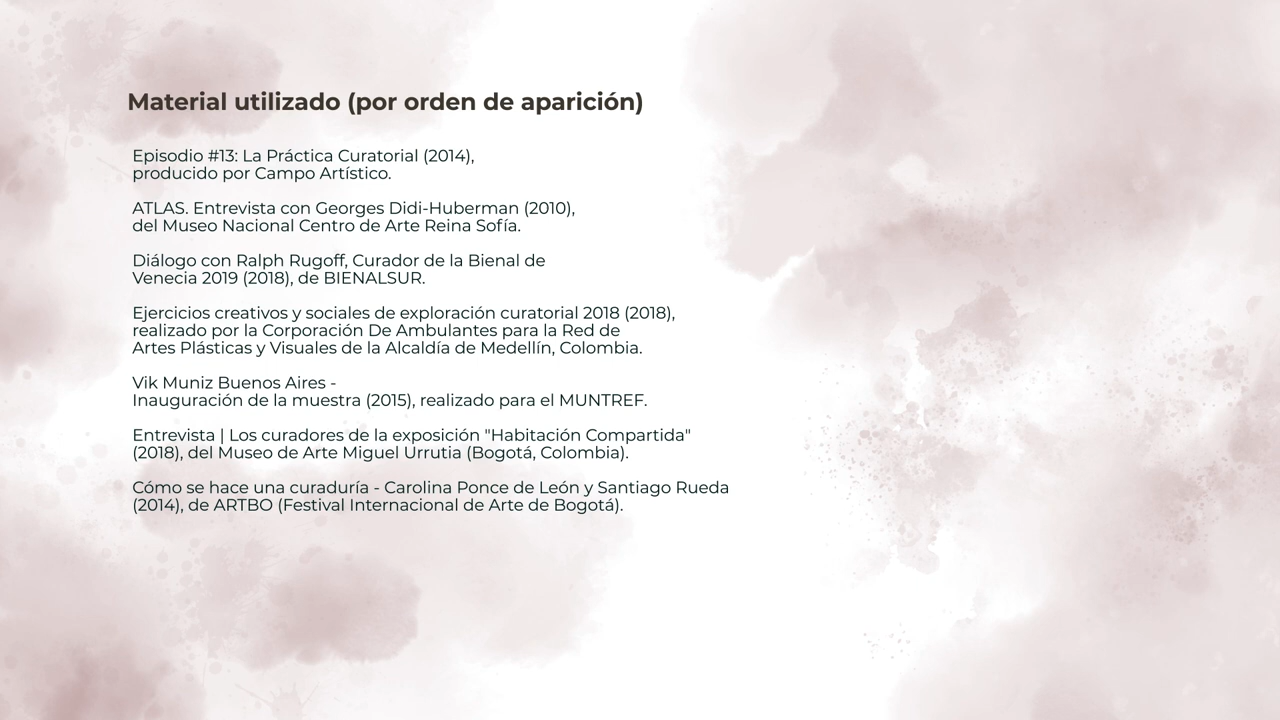 Material utilizado (por orden de aparición)
Episodio #13: La Práctica Curatorial (2014),
producido por Campo Artístico.
ATLAS. Entrevista con Georges Didi-Huberman (2010),
del Museo Nacional Centro de Arte Reina Sofía.
Diálogo con Ralph Rugoff, Curador de la Bienal de
Venecia 2019 (2018), de BIENALSUR.
Ejercicios creativos y sociales de exploración curatorial 2018 (2018),
realizado por la Corporación De Ambulantes para la Red de
Artes Plásticas y Visuales de la Alcaldía de Medellín, Colombia.
Vik Muniz Buenos Aires -
Inauguración de la muestra (2015), realizado para el MUNTREF.
Entrevista | Los curadores de la exposición "Habitación Compartida"
(2018), del Museo de Arte Miguel Urrutia (Bogotá, Colombia).
Cómo se hace una curaduría - Carolina Ponce de León y Santiago Rueda
(2014), de ARTBO (Festival Internacional de Arte de Bogotá).